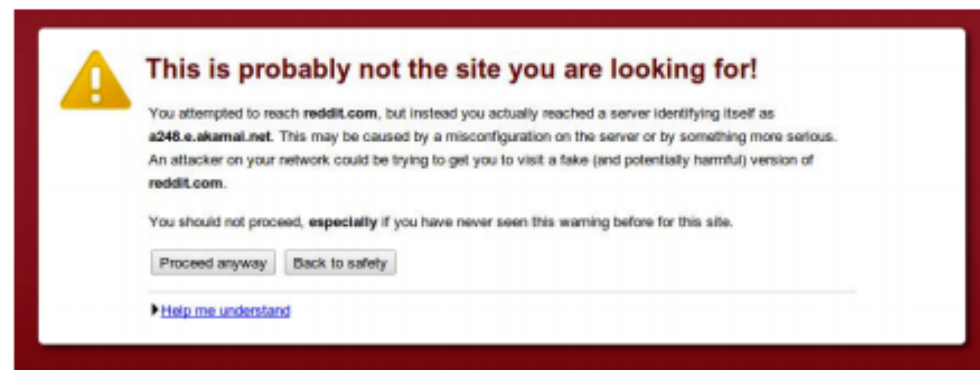 This is probably not the site you are looking for!
You attempted to reach reddit.com, but instead you actually reached a server identifying itself as
a248.e.akamai.net. This may be caused by a misconfiguration on the server or by something more serious.
An attacker on your network could be trying to get you to visit a fake (and potentially harmful) version of
reddit.com.
You should not proceed, especially if you have never seen this warning before for this site.
Proceed anyway Back to safety
Help me understand